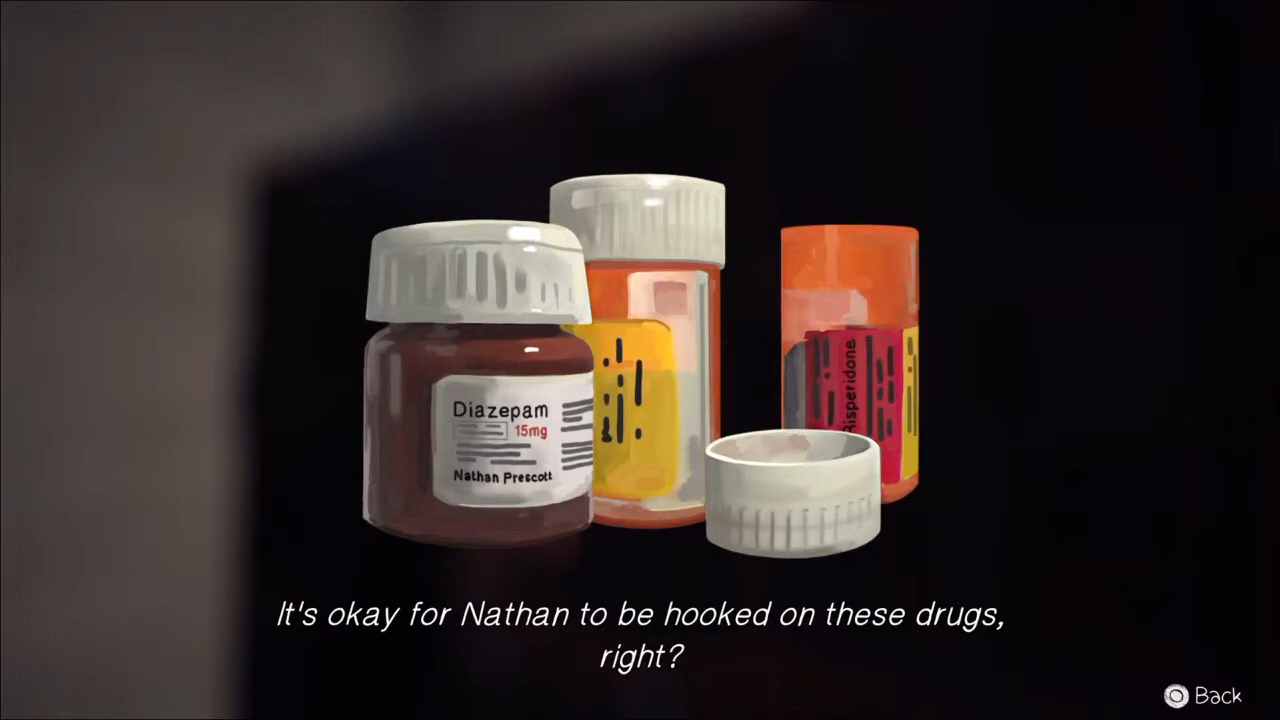 Diazepam
15mg
Nathan Prescott
Risperidone
It's okay for Nathan to be hooked on these drugs,
right?
Back